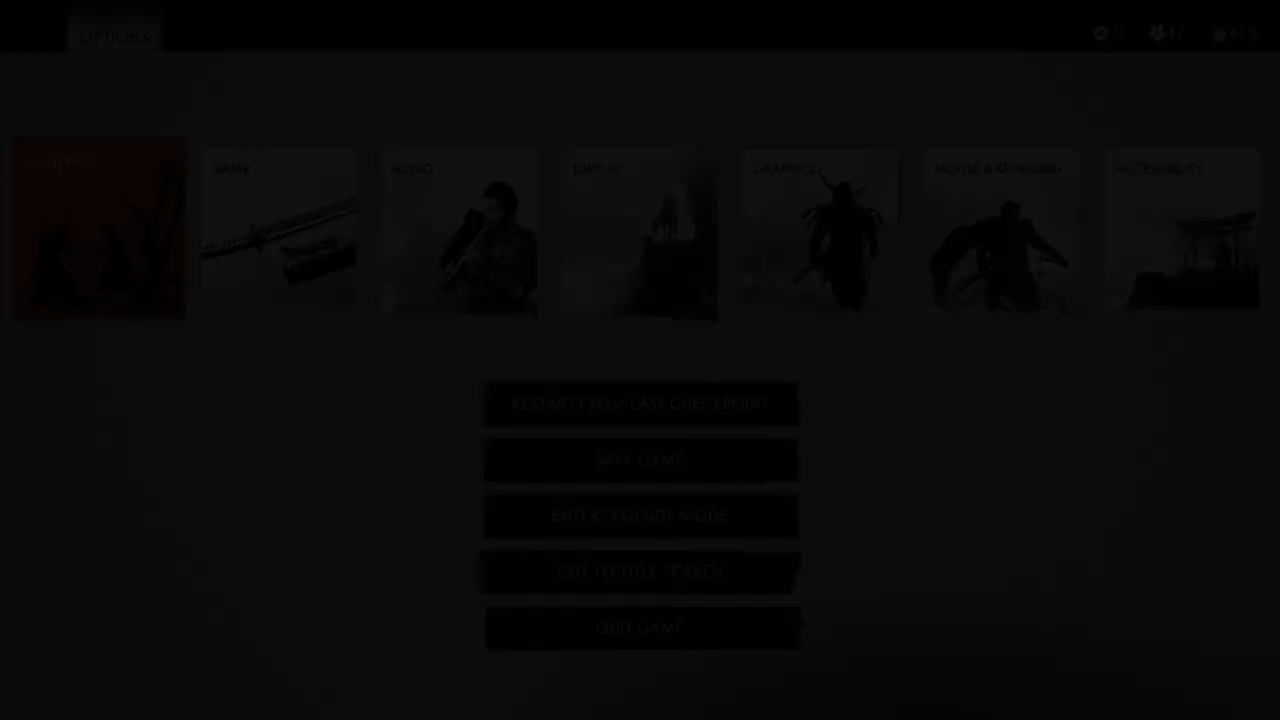 OPTIONS
47
GAME
AUDIO
DISPLAY
GRAPHICS
MOUSE & KEYBOARD
ACCESSIBILITY
RESTART FROM LAST CHECKPOINT
SAVE GAME
ENTER LEGENDS MODE
EXIT TO TITLE SCREEN
QUIT GAME